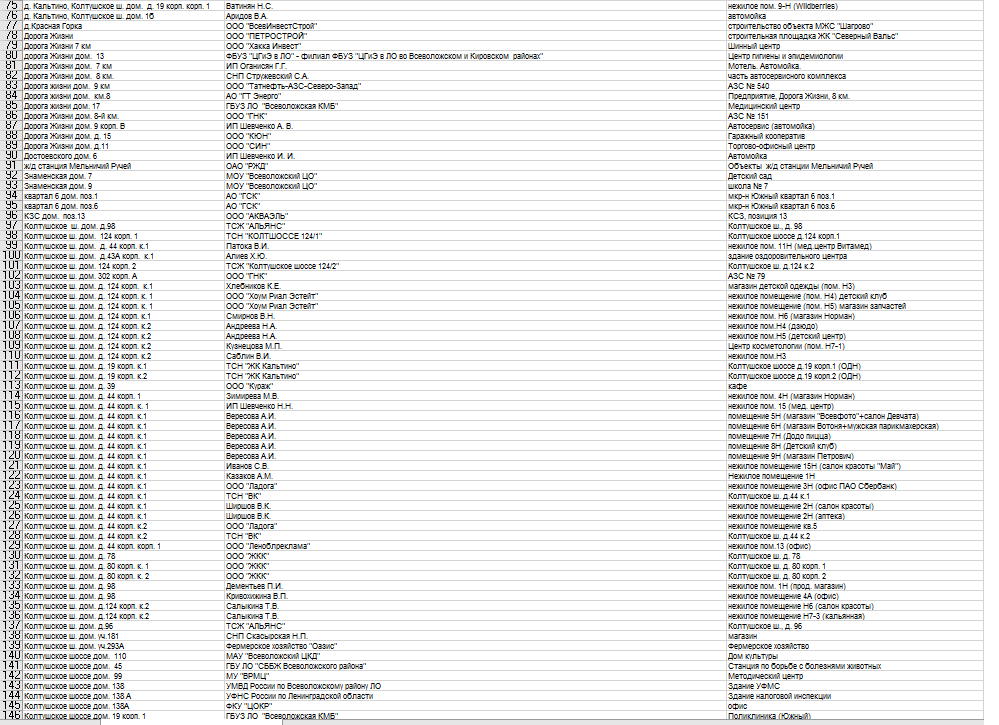 75 д. Кальтино, Колтушское ш. дом. д. 19 корп. корп. 1 Ватинян Н.С. нежилое пом. 9-Н (Wildberries)
76 д. Кальтино, Колтушское ш. дом. 1б Аридов В.А. автомойка
77 д.Красная Горка ООО "ВсевИнвестСтрой" строительство объекта МЖС "Шагрово"
78 Дорога Жизни ООО "ПЕТРОСТРОЙ" строительная площадка ЖК "Северный Вальс"
79 Дорога Жизни 7 км ООО "Хакка Инвест" Шинный центр
80 дорога Жизни дом. 13 ФБУЗ "ЦГиЭ в ЛО" - филиал ФБУЗ "ЦГиЭ в ЛО во Всеволожском и Кировском районах" Центр гигиены и эпидемиологии
81 Дорога Жизни дом. 7 км ИП Оганисян Г.Г. Мотель. Автомойка.
82 Дорога Жизни дом. 8 км. СНП Стружевский С.А. часть автосервисного комплекса
83 Дорога жизни дом. 9 км ООО "Татнефть-АЗС-Северо-Запад" АЗС № 540
84 Дорога Жизни дом. км.8 АО "ГТ Энерго" Предприятие, Дорога Жизни, 8 км.
85 Дорога Жизни дом. 17 ГБУЗ ЛО "Всеволожская КМБ" Медицинский центр
86 Дорога Жизни дом. 8-й км. ООО "ГНК" АЗС № 151
87 Дорога Жизни дом. 9 корп. В ИП Шевченко А. В. Автосервис (автомойка)
88 Дорога Жизни дом. д. 15 ООО "КЮН" Гаражный кооператив
89 Дорога Жизни дом. д.11 ООО "СИН" Торгово-офисный центр
90 Достоевского дом. 6 ИП Шевченко И. И. Автомойка
91 ж/д станция Мельничий Ручей ОАО "РЖД" Объекты ж/д станции Мельничий Ручей
92 Знаменская дом. 7 МОУ "Всеволожский ЦО" Детский сад
93 Знаменская дом. 9 МОУ "Всеволожский ЦО" школа № 7
94 квартал 6 дом. поз.1 АО "ГСК" мкр-н Южный квартал 6 поз.1
95 квартал 6 дом. поз.6 АО "ГСК" мкр-н Южный квартал 6 поз.6
96 КЗС дом. поз.13 ООО "АКВАЭЛЬ" КСЗ, позиция 13
97 Колтушское ш. дом. д.98 ТСЖ "АЛЬЯНС" Колтушское ш., д. 98
98 Колтушское ш. дом. 124 корп. 1 ТСН "КОЛТШОССЕ 124/1" Колтушское шоссе д.124 корп.1
99 Колтушское ш. дом. д. 44 корп. к.1 Патока В.И. нежилое пом. 11Н (мед.центр Витамед)
100 Колтушское ш. дом. д.43А корп. к.1 Алиев Х.Ю. здание оздоровительного центра
101 Колтушское ш. дом. 124 корп. 2 ТСЖ "Колтушское шоссе 124/2" Колтушское ш. д.124 к.2
102 Колтушское ш. дом. 302 корп. А ООО "ГНК" АЗС № 79
103 Колтушское ш. дом. д. 124 корп. к.1 Хлебников К.Е. магазин детской одежды (пом. Н3)
104 Колтушское ш. дом. д. 124 корп. к. 1 ООО "Хоум Риал Эстейт" нежилое помещение (пом. Н4) детский клуб
105 Колтушское ш. дом. д. 124 корп. к. 1 ООО "Хоум Риал Эстейт" нежилое помещение (пом. Н5) магазин запчастей
106 Колтушское ш. дом. д. 124 корп. к. 1 Смирнов В.Н. нежилое пом. Н6 (магазин Норман)
107 Колтушское ш. дом. д. 124 корп. к.2 Андреева Н.А. нежилое пом.Н4 (дзюдо)
108 Колтушское ш. дом. д. 124 корп. к.2 Андреева Н.А. нежилое пом.Н5 (детский центр)
109 Колтушское ш. дом. д. 124 корп. к.2 Кузнецова М.П. Центр косметологии (пом. Н7-1)
110 Колтушское ш. дом. д. 124 корп. к.2 Саблин В.И. нежилое пом.Н3
111 Колтушское ш. дом. д. 19 корп. к.1 ТСН "ЖК Кальтино" Колтушское шоссе д.19 корп.1 (ОДН)
112 Колтушское ш. дом. д. 19 корп. к.2 ТСН "ЖК Кальтино" Колтушское шоссе д.19 корп.2 (ОДН)
113 Колтушское ш. дом. д. 39 ООО "Кураж" кафе
114 Колтушское ш. дом. д. 44 корп. 1 Зимирева М.В. нежилое пом. 4Н (магазин Норман)
115 Колтушское ш. дом. д. 44 корп. к. 1 ИП Шевченко Н.Н. нежилое пом. 15 (мед. центр)
116 Колтушское ш. дом. д. 44 корп. к.1 Вересова А.И. помещение 5Н (магазин "Всевфото"+салон Девчата)
117 Колтушское ш. дом. д. 44 корп. к.1 Вересова А.И. помещение 6Н (магазин Вотоня+мужская парикмахерская)
118 Колтушское ш. дом. д. 44 корп. к.1 Вересова А.И. помещение 7Н (Додо пицца)
119 Колтушское ш. дом. д. 44 корп. к.1 Вересова А.И. помещение 8Н (Детский клуб)
120 Колтушское ш. дом. д. 44 корп. к.1 Вересова А.И. помещение 9Н (магазин Петрович)
121 Колтушское ш. дом. д. 44 корп. к.1 Иванов С.В. нежилое помещение 15Н (салон красоты "Май")
122 Колтушское ш. дом. д. 44 корп. к.1 Казаков А.М. Нежилое помещение 1Н
123 Колтушское ш. дом. д. 44 корп. к.1 ООО "Ладога" нежилое помещение 3Н (офис ПАО Сбербанк)
124 Колтушское ш. дом. д. 44 корп. к.1 ТСН "ВК" Колтушское ш. д.44 к.1
125 Колтушское ш. дом. д. 44 корп. к.1 Ширшов В.К. нежилое помещение 2Н (салон красоты)
126 Колтушское ш. дом. д. 44 корп. к.1 Ширшов В.К. нежилое помещение 2Н (аптека)
127 Колтушское ш. дом. д. 44 корп. к.2 ООО "Ладога" нежилое помещение кв.5
128 Колтушское ш. дом. д. 44 корп. к.2 ТСН "ВК" Колтушское ш. д.44 к.2
129 Колтушское ш. дом. д. 44 корп. корп. 1 ООО "Леноблреклама" нежилое пом.13 (офис)
130 Колтушское ш. дом. д. 78 ООО "ЖКК" Колтушское ш. д. 78
131 Колтушское ш. дом. д. 80 корп. к. 1 ООО "ЖКК" Колтушское ш. д. 80 корп. 1
132 Колтушское ш. дом. д. 80 корп. к. 2 ООО "ЖКК" Колтушское ш. д. 80 корп. 2
133 Колтушское ш. дом. д. 98 Дементьев П.И. нежилое пом. 1Н (прод. магазин)
134 Колтушское ш. дом. д. 98 Кривохижина В.П. нежилое помещение 4А (офис)
135 Колтушское ш. дом. д.124 корп. к.2 Салыкина Т.В. нежилое помещение Н6 (салон красоты)
136 Колтушское ш. дом. д.124 корп. к.2 Салыкина Т.В. нежилое помещение Н7-3 (кальянная)
137 Колтушское ш. дом. д.96 ТСЖ "АЛЬЯНС" Колтушское ш., д. 96
138 Колтушское ш. дом. уч.181 СНП Скасырская Н.П. магазин
139 Колтушское ш. дом. уч.293А Фермерское хозяйство "Оазис" Фермерское хозяйство
140 Колтушское шоссе дом. 110 МАУ "Всеволожский ЦКД" Дом культуры
141 Колтушское шоссе дом. 45 ГБУ ЛО "СББЖ Всеволожского района" Станция по борьбе с болезнями животных
142 Колтушское шоссе дом. 99 МУ "ВРМЦ" Методический центр
143 Колтушское шоссе дом. 138 УМВД России по Всеволожскому району ЛО Здание УФМС
144 Колтушское шоссе дом. 138 А УФНС России по Ленинградской области Здание налоговой инспекции
145 Колтушское шоссе дом. 138А ФКУ "ЦОКР" офис
146 Колтушское шоссе дом. 19 корп. 1 ГБУЗ ЛО "Всеволожская КМБ" Поликлиника (Южный)